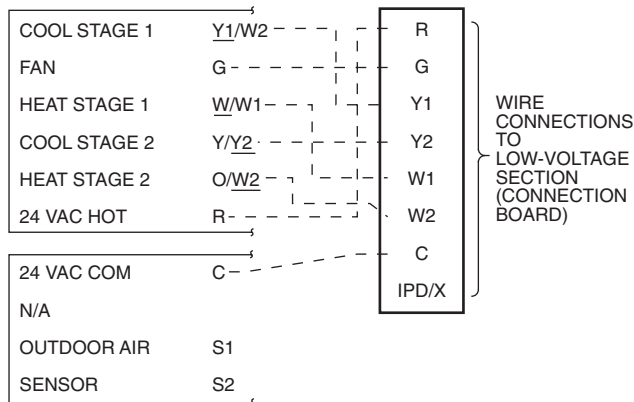 COOL STAGE 1 Y1/W2 R
FAN G G
HEAT STAGE 1 W/W1 Y1
COOL STAGE 2 Y/Y2 Y2
HEAT STAGE 2 O/W2 W1
24 VAC HOT R W2
24 VAC COM C C
N/A IPD/X
OUTDOOR AIR S1
SENSOR S2
WIRE
CONNECTIONS
TO
LOW-VOLTAGE
SECTION
(CONNECTION
BOARD)